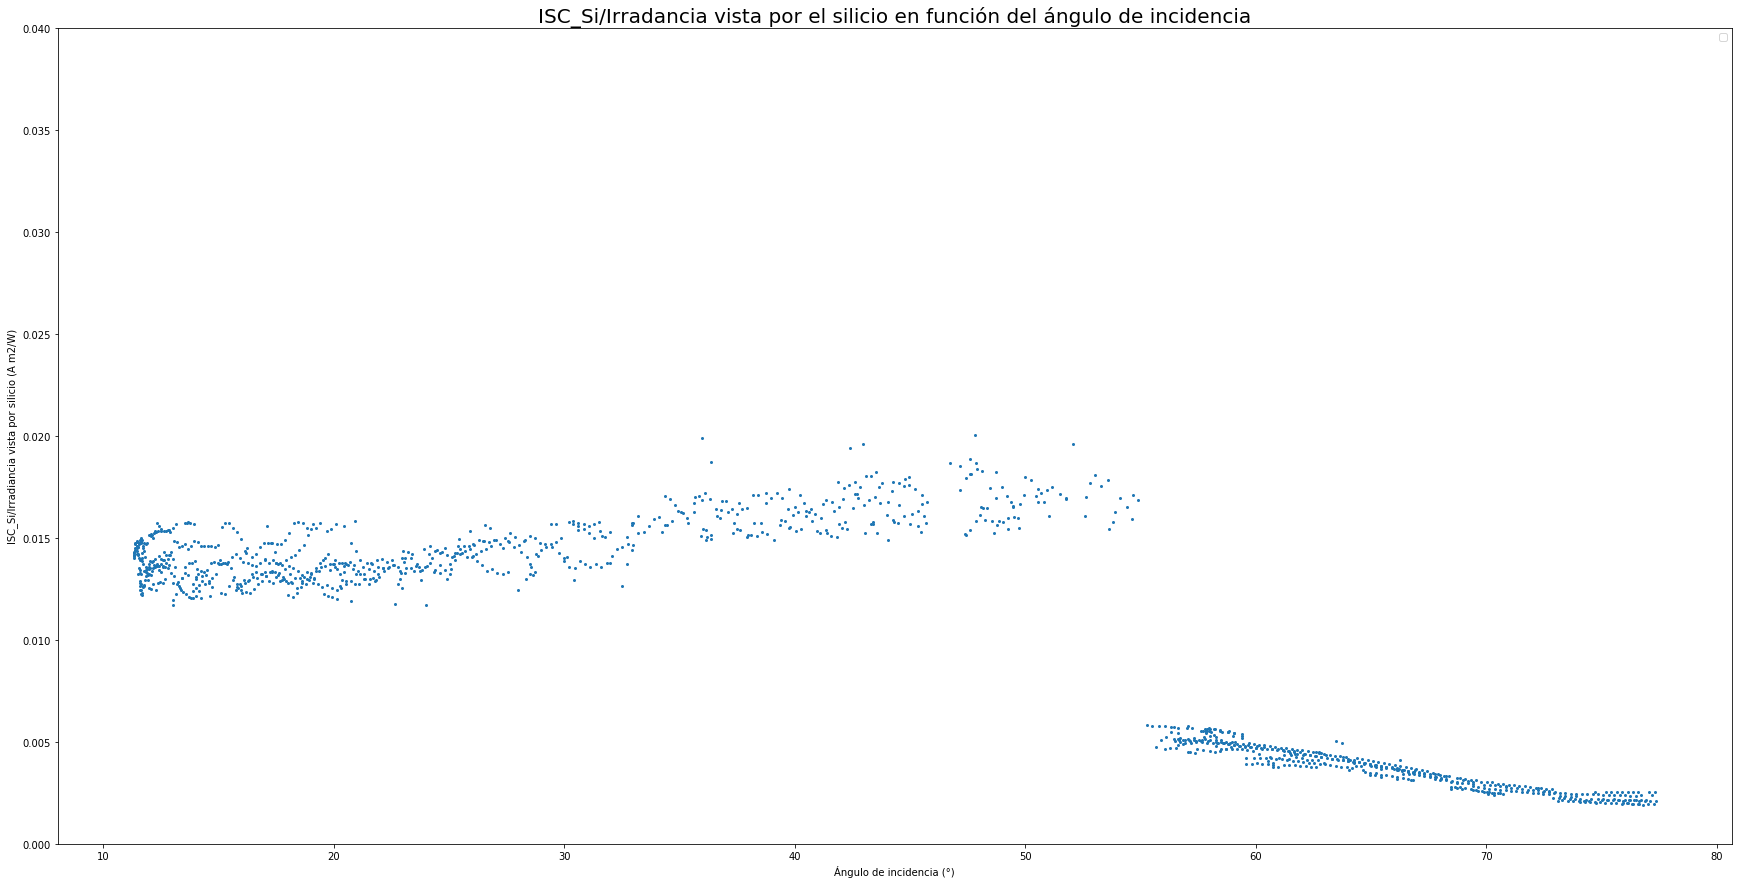 ISC_Si/Irradancia vista por el silicio en función del ángulo de incidencia
0.040
0.035
0.030
0.025
0.020
0.015
0.010
0.005
0.000
ISC_Si/Irradiancia vista por silicio (A m2/W)
10 20 30 40 50 60 70 80
Ángulo de incidencia (°)